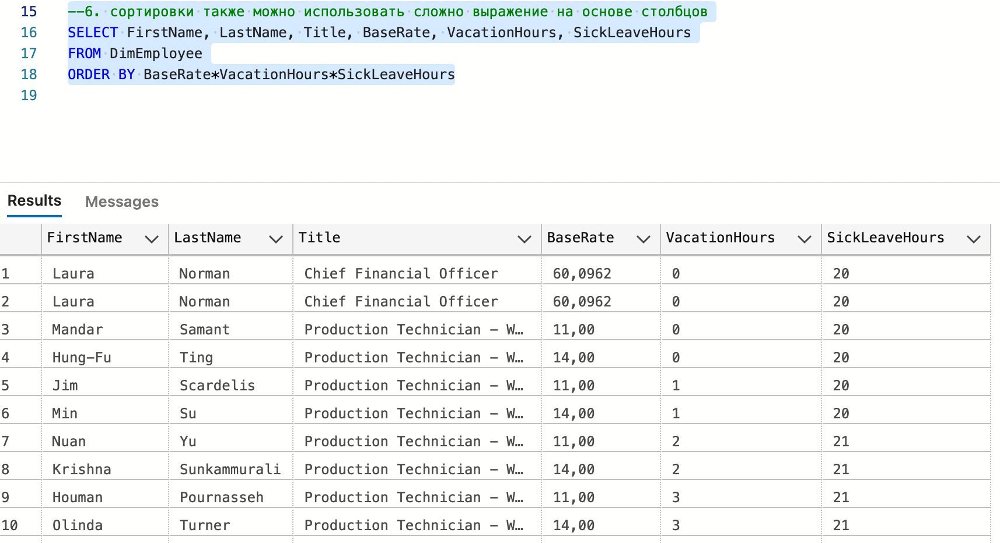 15 --6. сортировки также можно использовать сложно выражение на основе столбцов
16 SELECT FirstName, LastName, Title, BaseRate, VacationHours, SickLeaveHours
17 FROM DimEmployee
18 ORDER BY BaseRate*VacationHours*SickLeaveHours
19
Results Messages
FirstName LastName Title BaseRate VacationHours SickLeaveHours
1 Laura Norman Chief Financial Officer 60,0962 0 20
2 Laura Norman Chief Financial Officer 60,0962 0 20
3 Mandar Samant Production Technician - W… 11,00 0 20
4 Hung-Fu Ting Production Technician - W… 14,00 0 20
5 Jim Scardelis Production Technician - W… 11,00 1 20
6 Min Su Production Technician - W… 14,00 1 20
7 Nuan Yu Production Technician - W… 11,00 2 21
8 Krishna Sunkammurali Production Technician - W… 14,00 2 21
9 Houman Pournasseh Production Technician - W… 11,00 3 21
10 Olinda Turner Production Technician - W… 14,00 3 21